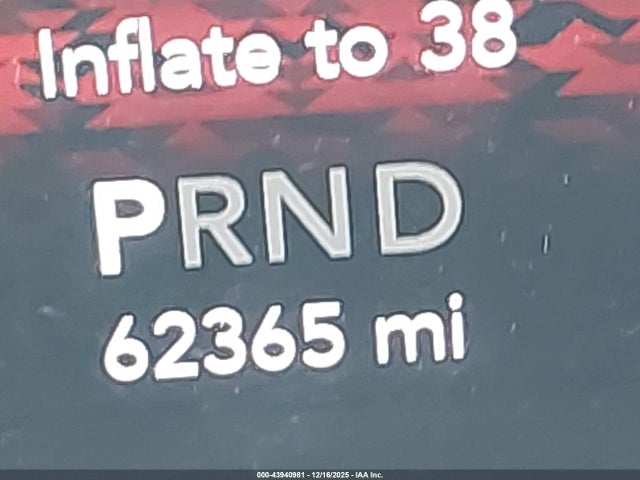 Inflate to 38
PRND
62365 mi
000-43940981 - 12/16/2025 - IAA Inc.